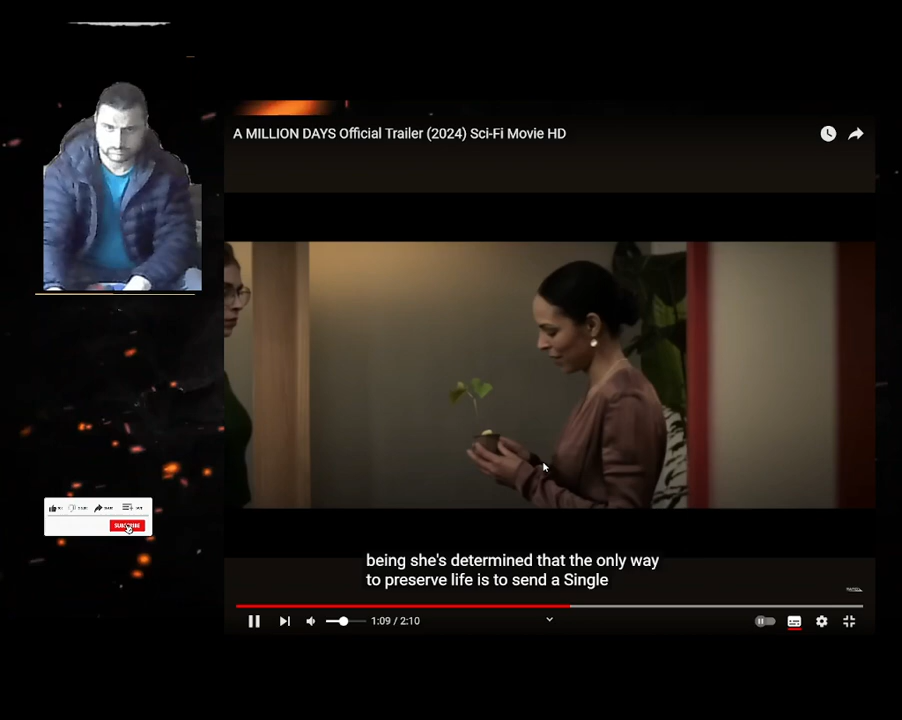 A MILLION DAYS Official Trailer (2024) Sci-Fi Movie HD
SUBSCRIBE
being she's determined that the only way
to preserve life is to send a Single
1:09 / 2:10